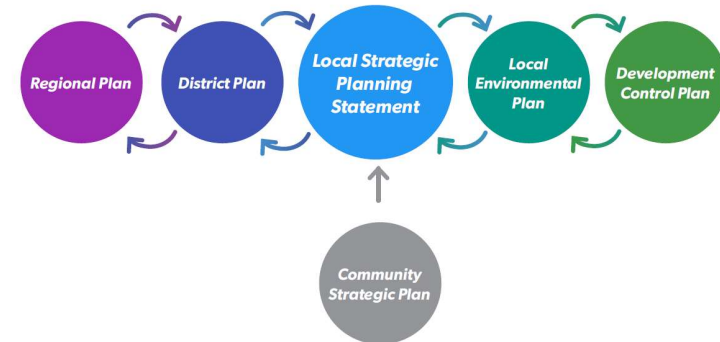 Regional Plan
District Plan
Local Strategic
Planning
Statement
Local
Environmental
Plan
Development
Control Plan
Community
Strategic Plan